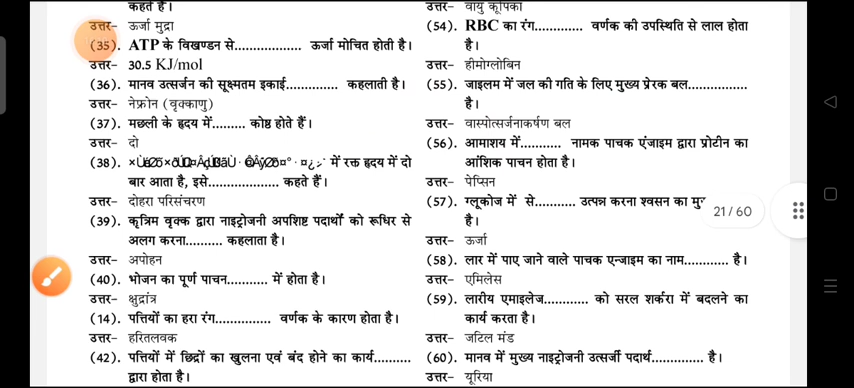 कहते हैं।
उत्तर- ऊर्जा मुद्रा
(35). ATP के विखण्डन से.................. ऊर्जा मोचित होती है।
उत्तर- 30.5 KJ/mol
(36). मानव उत्सर्जन की सूक्ष्मतम इकाई.............. कहलाती है।
उत्तर- नेफ्रोन (वृक्काणु)
(37). मछली के हृदय में......... कोष्ठ होते हैं।
उत्तर- दो
(38). में रक्त हृदय में दो
बार आता है, इसे................... कहते हैं।
उत्तर- दोहरा परिसंचरण
(39). कृत्रिम वृक्क द्वारा नाइट्रोजनी अपशिष्ट पदार्थों को रूधिर से
अलग करना.......... कहलाता है।
उत्तर- अपोहन
(40). भोजन का पूर्ण पाचन........... में होता है।
उत्तर- क्षुद्रांत्र
(14). पत्तियों का हरा रंग............... वर्णक के कारण होता है।
उत्तर- हरितलवक
(42). पत्तियों में छिद्रों का खुलना एवं बंद होने का कार्य..........
द्वारा होता है।
उत्तर- वायु कूपिका
(54). RBC का रंग............. वर्णक की उपस्थिति से लाल होता
है।
उत्तर- हीमोग्लोबिन
(55). जाइलम में जल की गति के लिए मुख्य प्रेरक बल................
है।
उत्तर- वास्पोत्सर्जनाकर्षण बल
(56). आमाशय में........... नामक पाचक एंजाइम द्वारा प्रोटीन का
आंशिक पाचन होता है।
उत्तर- पेप्सिन
(57). ग्लूकोज में से........... उत्पन्न करना श्वसन का
है।
21/60
उत्तर- ऊर्जा
(58). लार में पाए जाने वाले पाचक एन्जाइम का नाम............ है।
उत्तर- एमिलेस
(59). लारीय एमाइलेज............ को सरल शर्करा में बदलने का
कार्य करता है।
उत्तर- जटिल मंड
(60). मानव में मुख्य नाइट्रोजनी उत्सर्जी पदार्थ.............. है।
उत्तर- यूरिया